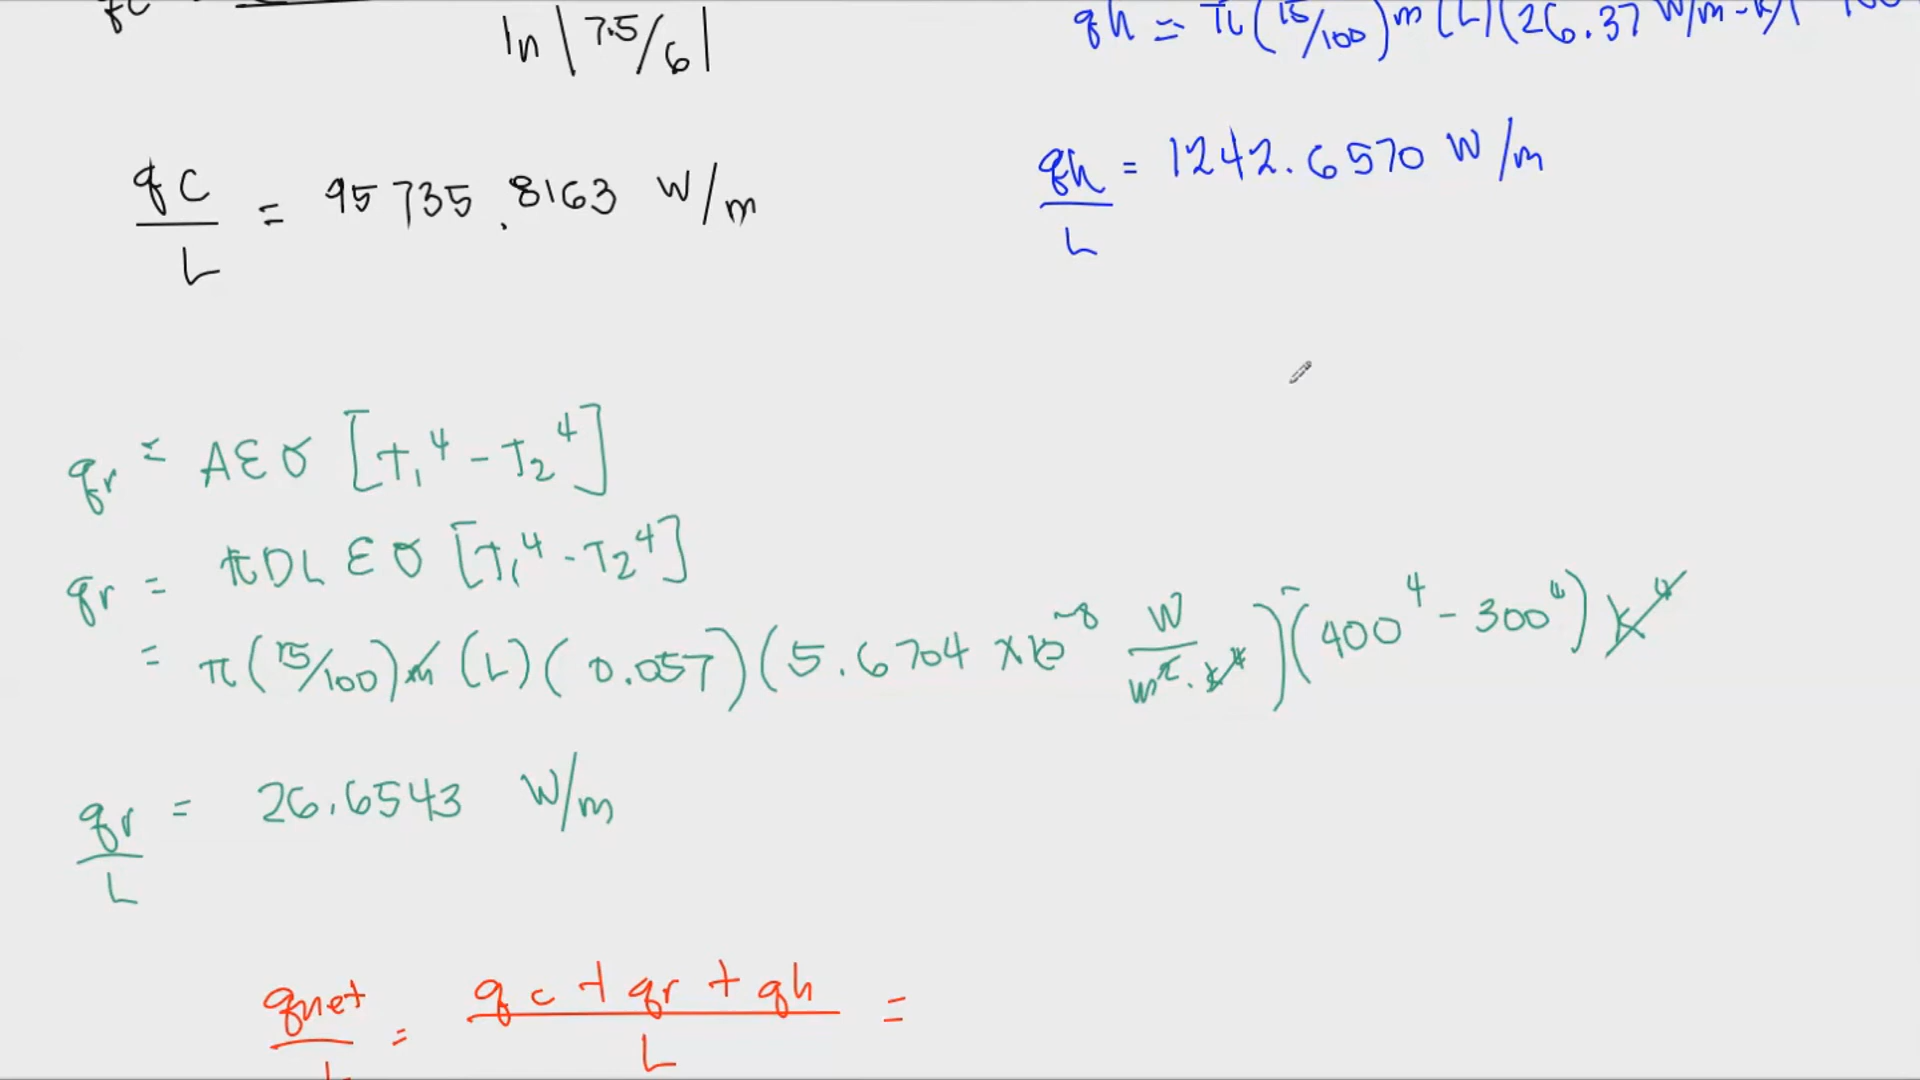 qc
ln |7.5/6|
qh = π(15/100)m (L)(26.37 W/m-k)(
qc/L = 95735.8163 W/m
qh/L = 1242.6570 W/m
qr = AEσ [T₁⁴ - T₂⁴]
qr = πDL Eσ [T₁⁴ - T₂⁴]
= π(15/100)m (L)(0.057)(5.6704 x10⁻⁸ W/m²·k⁴)(400⁴ - 300⁴) k⁴
qr/L = 26.6543 W/m
qnet/L = qc + qr + qh/L =